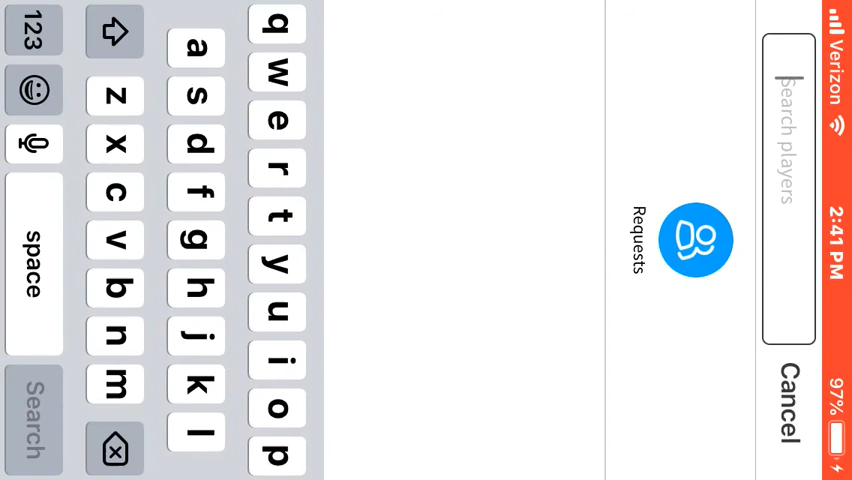 Verizon 2:41 PM 97%
Search players Cancel
Requests
q w e r t y u i o p
a s d f g h j k l
z x c v b n m
123 space Search